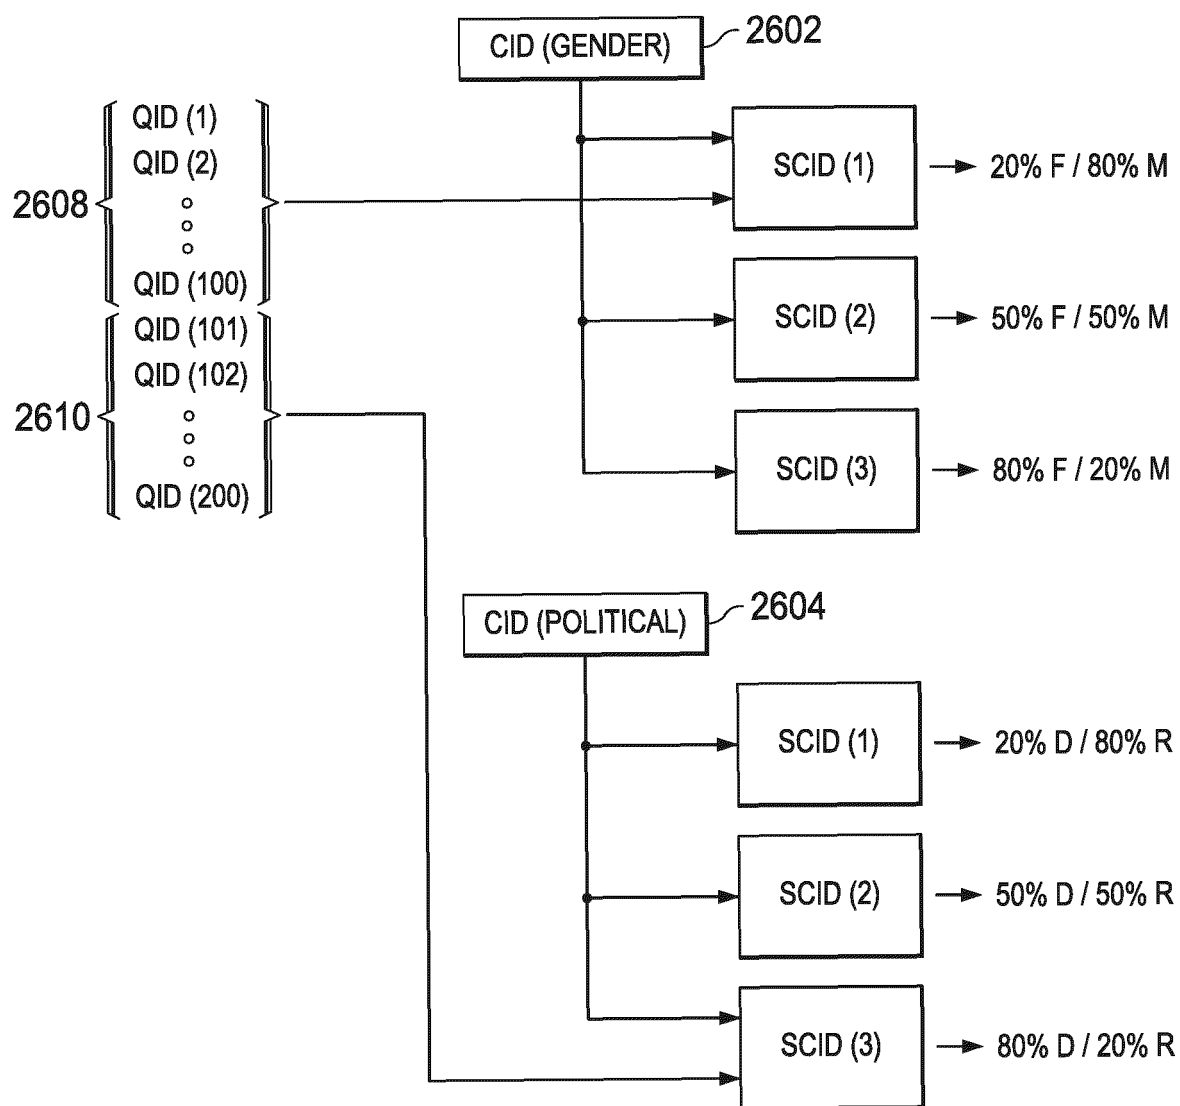 CID (GENDER)
2602
QID (1)
QID (2)
2608
QID (100)
SCID (1)
20% F / 80% M
SCID (2)
50% F / 50% M
SCID (3)
80% F / 20% M
QID (101)
QID (102)
2610
QID (200)
CID (POLITICAL)
2604
SCID (1)
20% D / 80% R
SCID (2)
50% D / 50% R
SCID (3)
80% D / 20% R